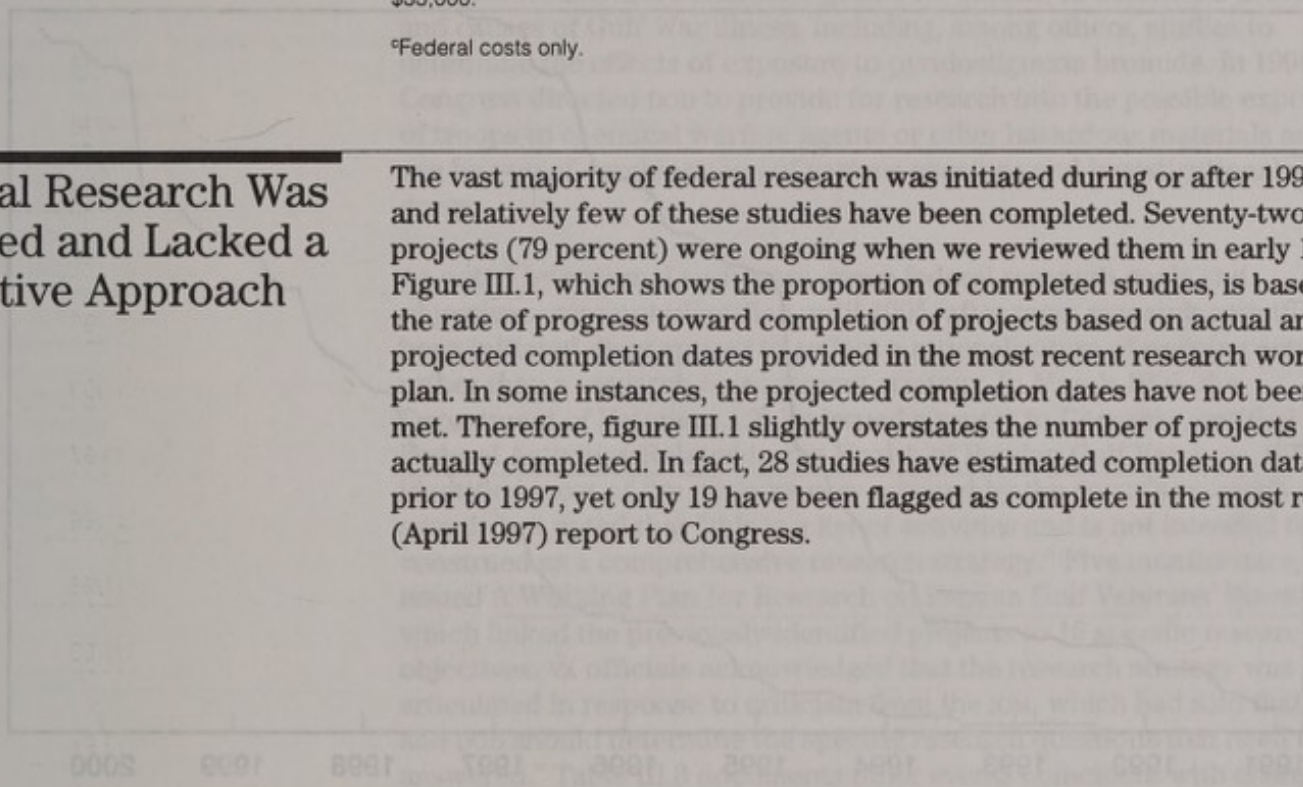 cFederal costs only.
al Research Was
ed and Lacked a
tive Approach
The vast majority of federal research was initiated during or after 199
and relatively few of these studies have been completed. Seventy-two
projects (79 percent) were ongoing when we reviewed them in early 1
Figure III.1, which shows the proportion of completed studies, is base
the rate of progress toward completion of projects based on actual an
projected completion dates provided in the most recent research wor
plan. In some instances, the projected completion dates have not bee
met. Therefore, figure III.1 slightly overstates the number of projects
actually completed. In fact, 28 studies have estimated completion dat
prior to 1997, yet only 19 have been flagged as complete in the most r
(April 1997) report to Congress.